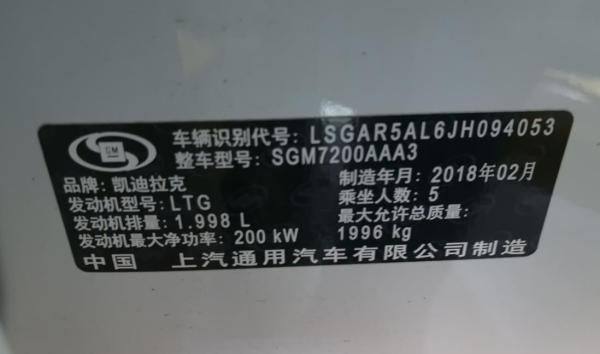 GM
车辆识别代号: LSGAR5AL6JH094053
整车型号: SGM7200AAA3
品牌: 凯迪拉克 制造年月: 2018年02月
发动机型号: LTG 乘坐人数: 5
发动机排量: 1.998 L 最大允许总质量:
发动机最大净功率: 200 kW 1996 kg
中国 上汽通用汽车有限公司制造